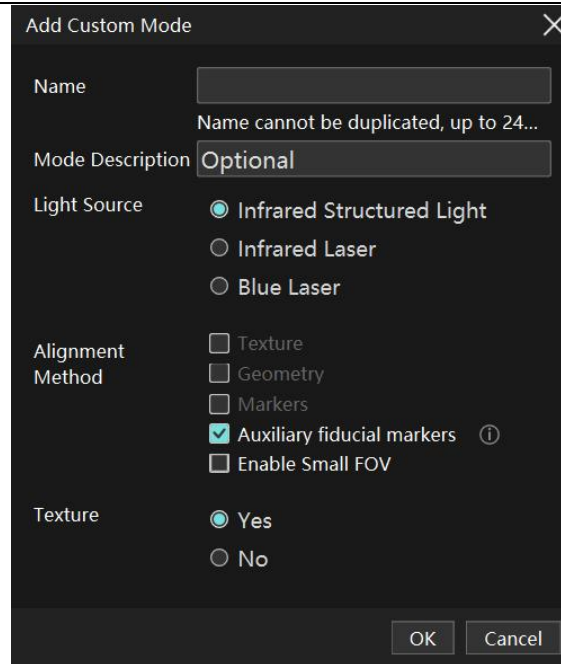 Add Custom Mode
Name
Name cannot be duplicated, up to 24...
Mode Description Optional
Light Source
Infrared Structured Light
Infrared Laser
Blue Laser
Alignment
Method
Texture
Geometry
Markers
Auxiliary fiducial markers
Enable Small FOV
Texture
Yes
No
OK Cancel